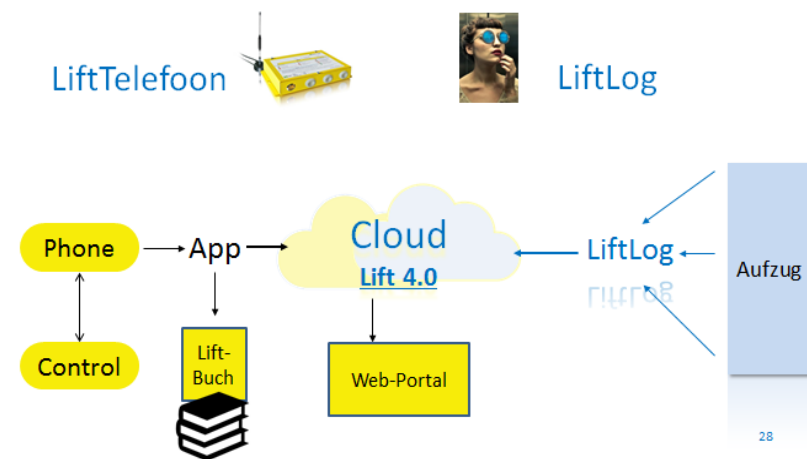 LiftTelefoon
LiftLog
Cloud
Lift 4.0
Phone
App
LiftLog
Aufzug
Control
Lift-
Buch
Web-Portal
28